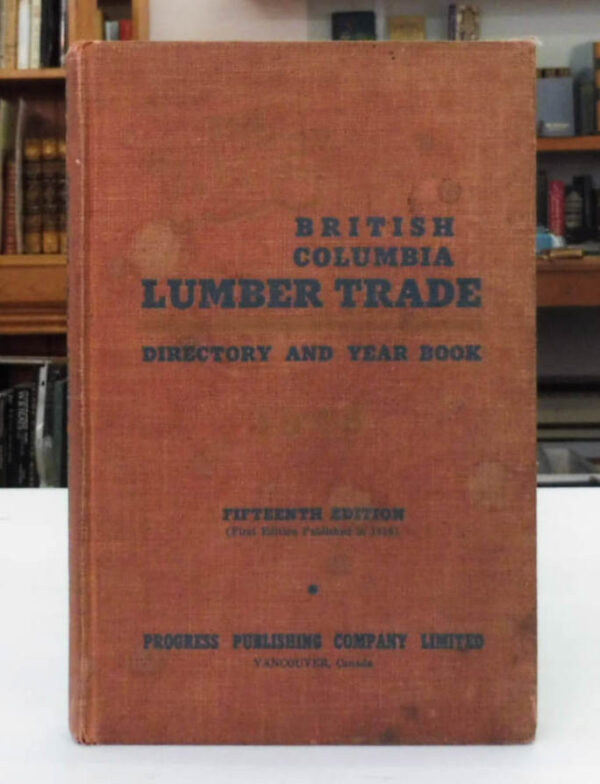 BRITISH
COLUMBIA
LUMBER TRADE
DIRECTORY AND YEAR BOOK
FIFTEENTH EDITION
(First Edition Published in
PROGRESS PUBLISHING COMPANY LIMITED
VANCOUVER, Canada